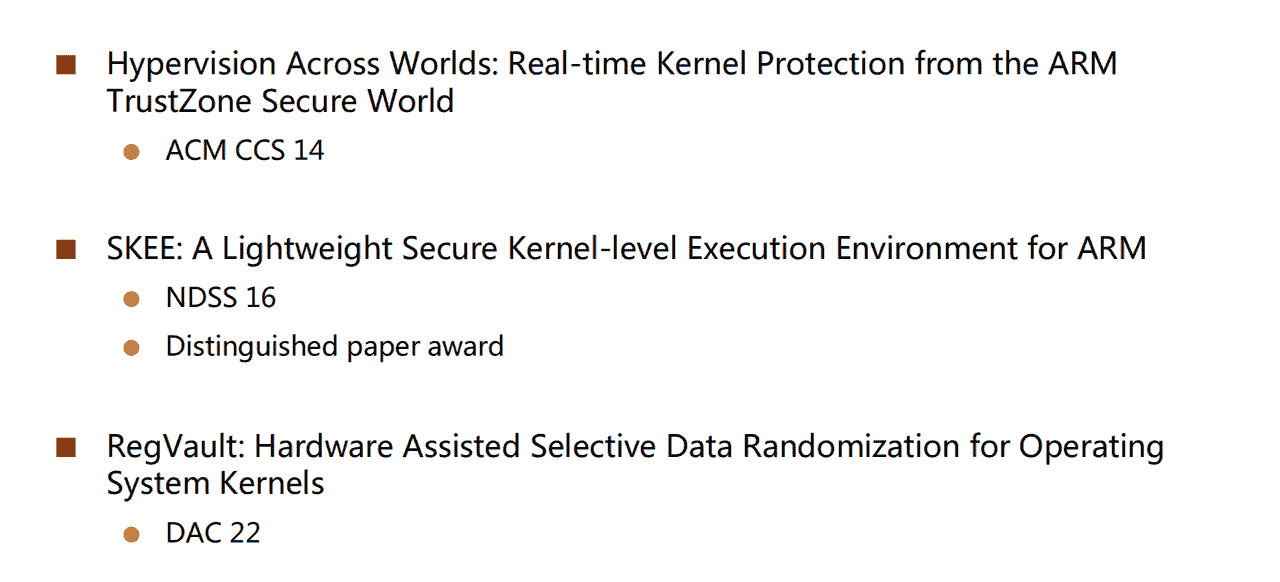 Hypervision Across Worlds: Real-time Kernel Protection from the ARM
TrustZone Secure World
ACM CCS 14
SKEE: A Lightweight Secure Kernel-level Execution Environment for ARM
NDSS 16
Distinguished paper award
RegVault: Hardware Assisted Selective Data Randomization for Operating
System Kernels
DAC 22